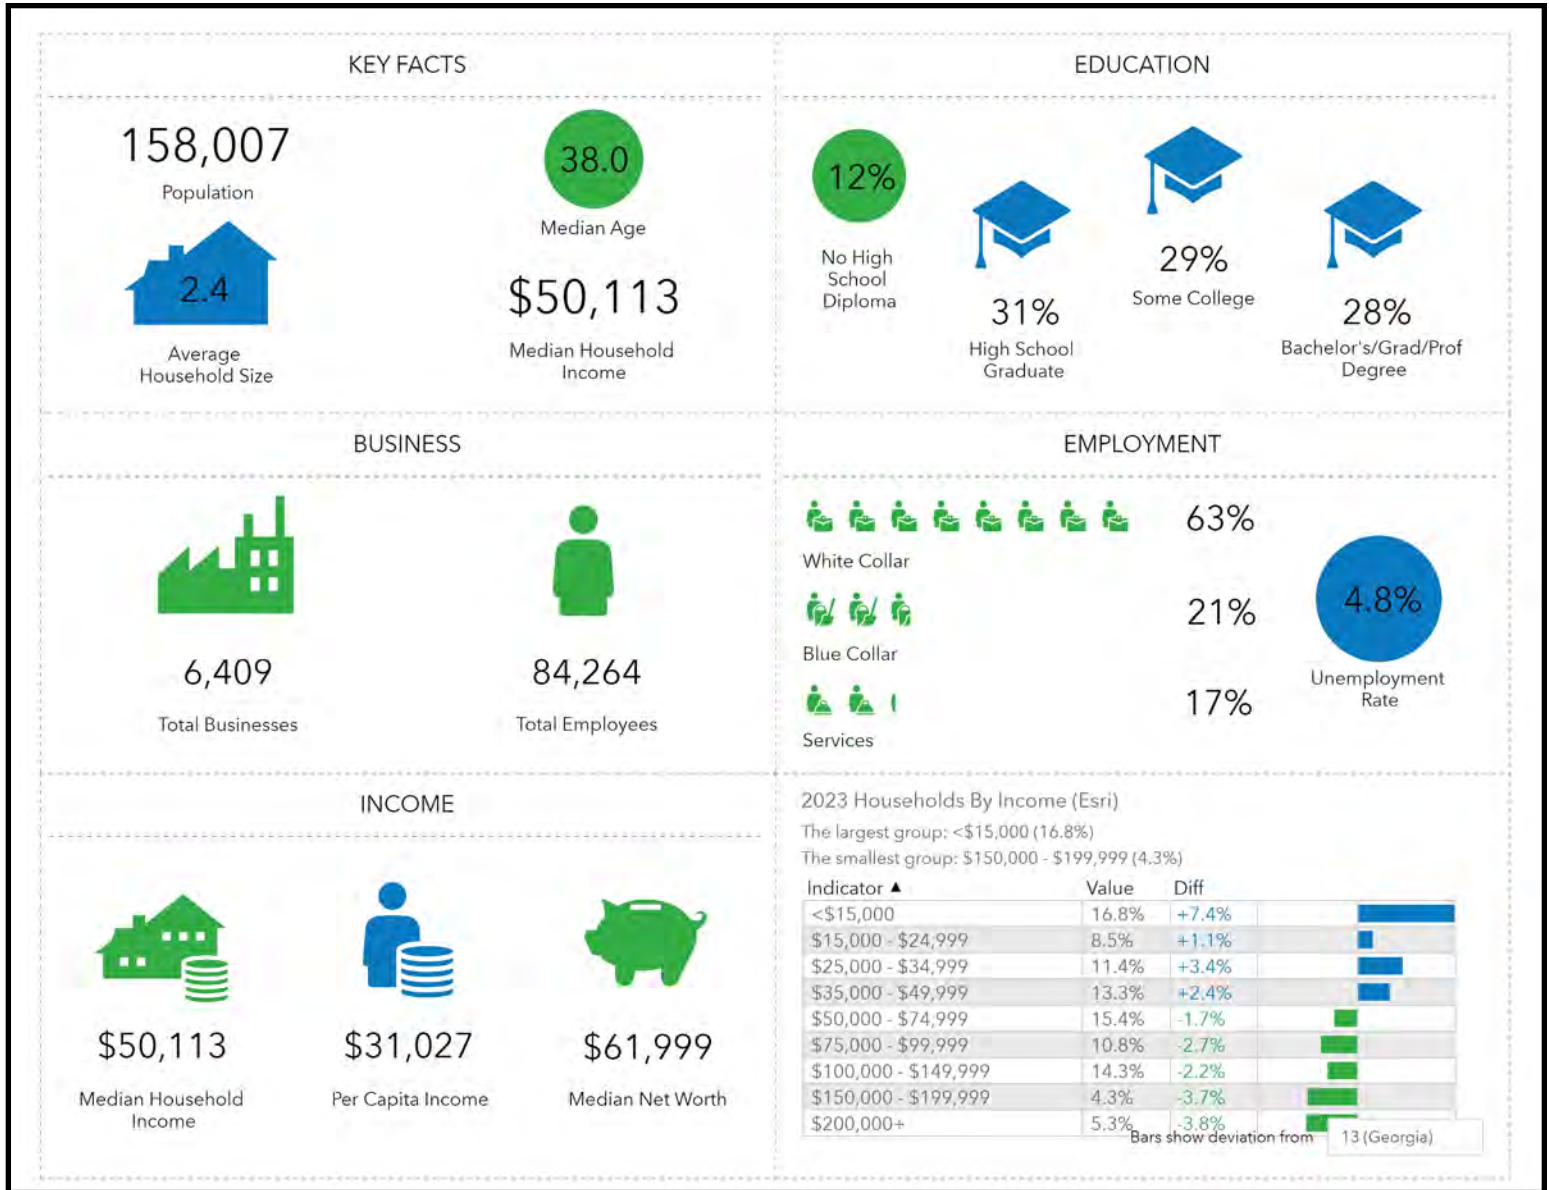 KEY FACTS
158,007
Population
38.0
Median Age
2.4
Average
Household Size
$50,113
Median Household
Income
EDUCATION
12%
No High
School
Diploma
31%
High School
Graduate
29%
Some College
28%
Bachelor's/Grad/Prof
Degree
BUSINESS
6,409
Total Businesses
84,264
Total Employees
EMPLOYMENT
63%
White Collar
21%
Blue Collar
17%
Services
4.8%
Unemployment
Rate
INCOME
$50,113
Median Household
Income
$31,027
Per Capita Income
$61,999
Median Net Worth
2023 Households By Income (Esri)
The largest group: <$15,000 (16.8%)
The smallest group: $150,000 - $199,999 (4.3%)
Indicator ▲ Value Diff
<$15,000 16.8% +7.4%
$15,000 - $24,999 8.5% +1.1%
$25,000 - $34,999 11.4% +3.4%
$35,000 - $49,999 13.3% +2.4%
$50,000 - $74,999 15.4% -1.7%
$75,000 - $99,999 10.8% -2.7%
$100,000 - $149,999 14.3% -2.2%
$150,000 - $199,999 4.3% -3.7%
$200,000+ 5.3% -3.8%
Bars show deviation from 13 (Georgia)